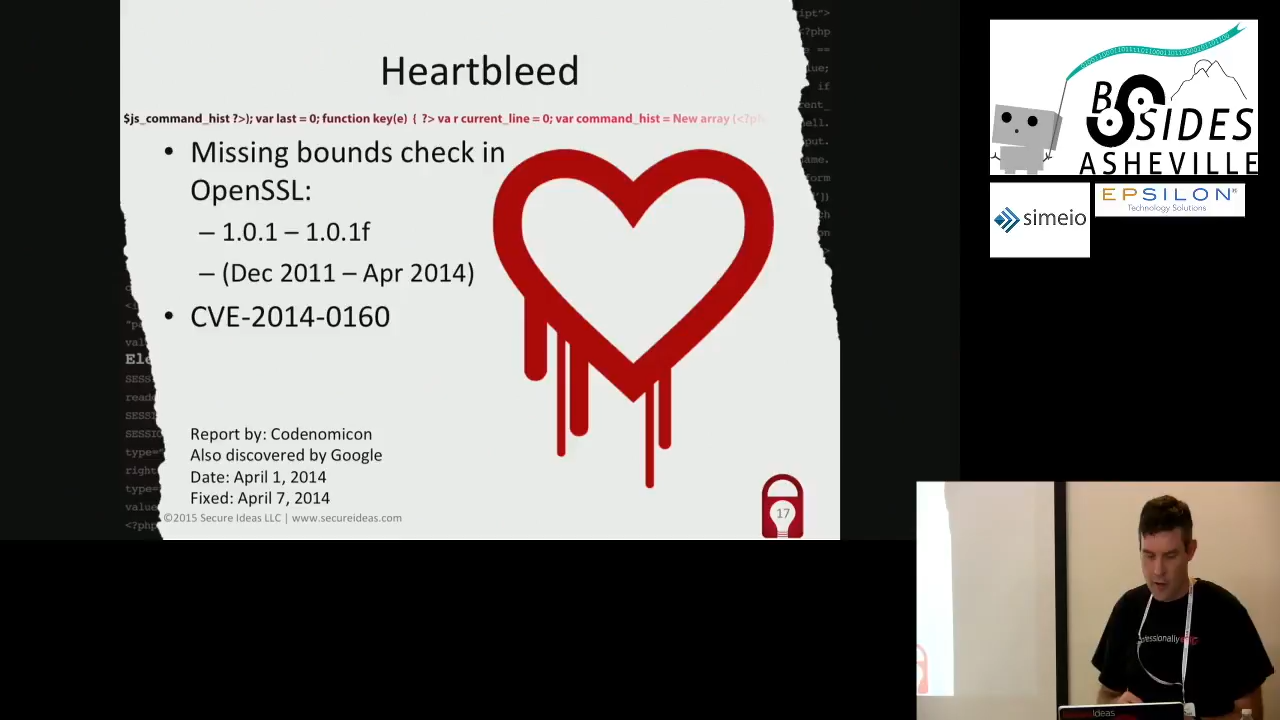 Heartbleed
$js_command_hist ?>); var last = 0; function key(e) { ?> va r current_line = 0; var command_hist = New array (<?ph
• Missing bounds check in
OpenSSL:
– 1.0.1 – 1.0.1f
– (Dec 2011 – Apr 2014)
• CVE-2014-0160
Report by: Codenomicon
Also discovered by Google
Date: April 1, 2014
Fixed: April 7, 2014
©2015 Secure Ideas LLC | www.secureideas.com
17
BSIDES
ASHEVILLE
simeio
EPSILON®
Technology Solutions
ideas